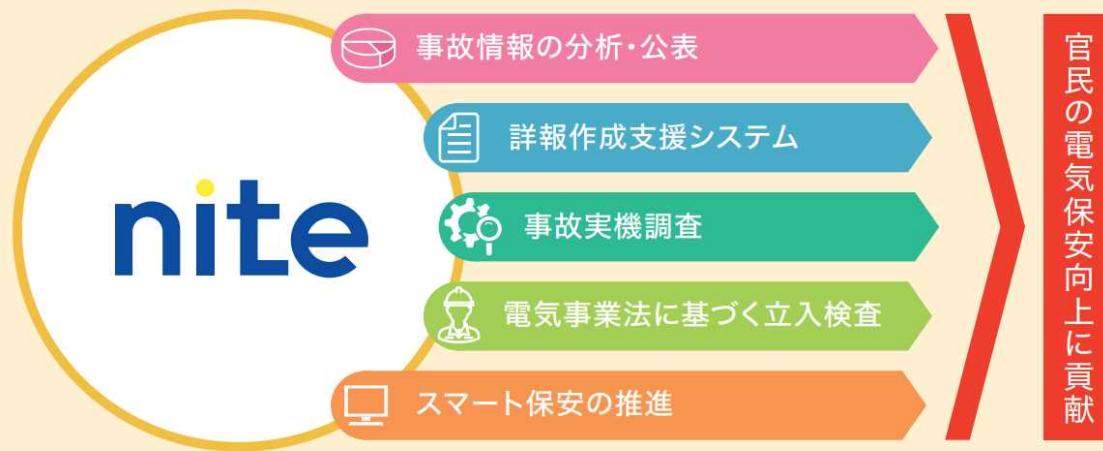 nite
事故情報の分析・公表
詳報作成支援システム
事故実機調査
電気事業法に基づく立入検査
スマート保安の推進
官民の電気保安向上に貢献